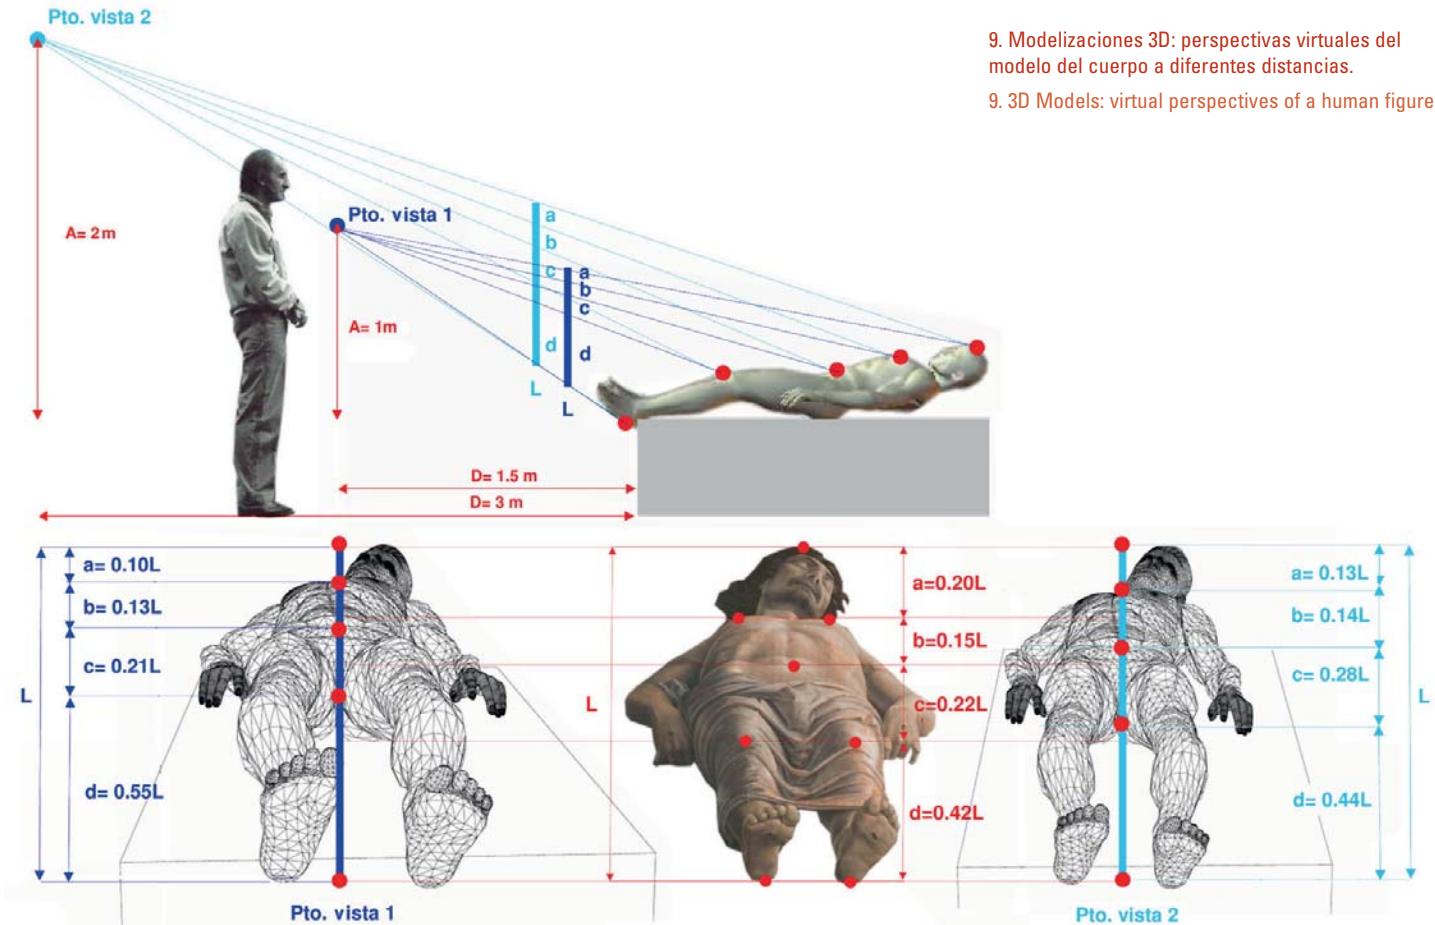 Pto. vista 2
9. Modelizaciones 3D: perspectivas virtuales del
modelo del cuerpo a diferentes distancias.
9. 3D Models: virtual perspectives of a human figure
A= 2m
Pto. vista 1
A= 1m
a
b
c
d
L
a
b
c
d
L
D= 1.5 m
D= 3 m
L
a= 0.10L
b= 0.13L
c= 0.21L
d= 0.55L
Pto. vista 1
L
a=0.20L
b=0.15L
c=0.22L
d=0.42L
a= 0.13L
b= 0.14L
c= 0.28L
d= 0.44L
L
Pto. vista 2